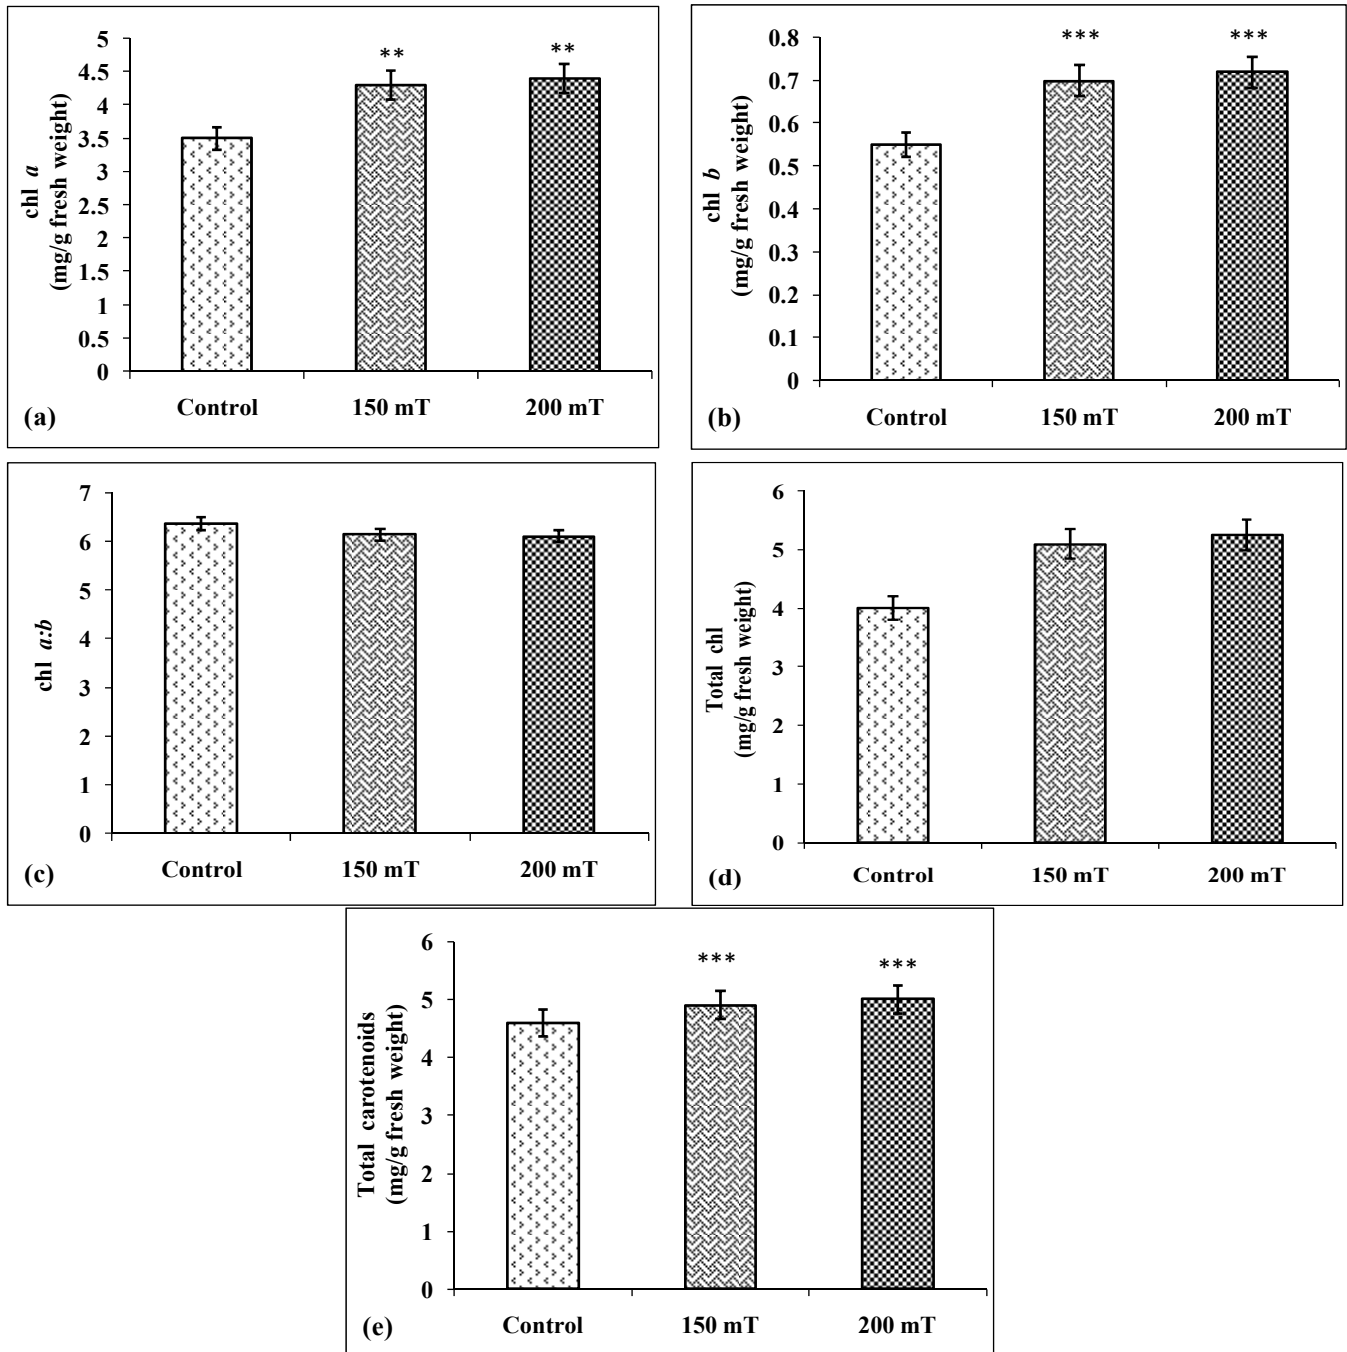 5
4.5
4
3.5
3
2.5
2
1.5
1
0.5
0
chl a
(mg/g fresh weight)
** **
Control 150 mT 200 mT
(a)
0.8
0.7
0.6
0.5
0.4
0.3
0.2
0.1
0
chl b
(mg/g fresh weight)
*** ***
Control 150 mT 200 mT
(b)
7
6
5
4
3
2
1
0
chl a:b
Control 150 mT 200 mT
(c)
6
5
4
3
2
1
0
Total chl
(mg/g fresh weight)
Control 150 mT 200 mT
(d)
6
5
4
3
2
1
0
Total carotenoids
(mg/g fresh weight)
*** ***
Control 150 mT 200 mT
(e)